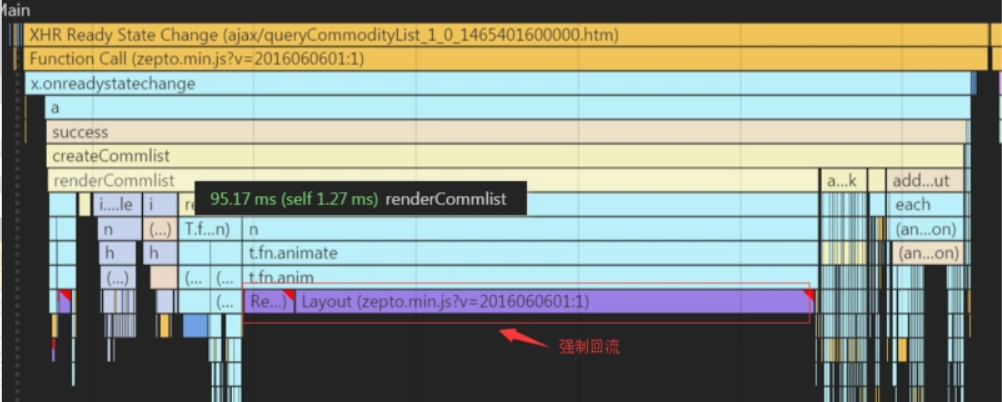 Main
XHR Ready State Change (ajax/queryCommodityList_1_0_1465401600000.htm)
Function Call (zepto.min.js?v=2016060601:1)
x.onreadystatechange
a
success
createCommlist
renderCommlist a...k add...ut
95.17 ms (self 1.27 ms) renderCommlist
i....le i re each
n (...) T.f...n) n (an...on)
h h t.fn.animate (an...on)
(...) (... (... t.fn.anim
(... Re...) Layout (zepto.min.js?v=2016060601:1)
强制回流